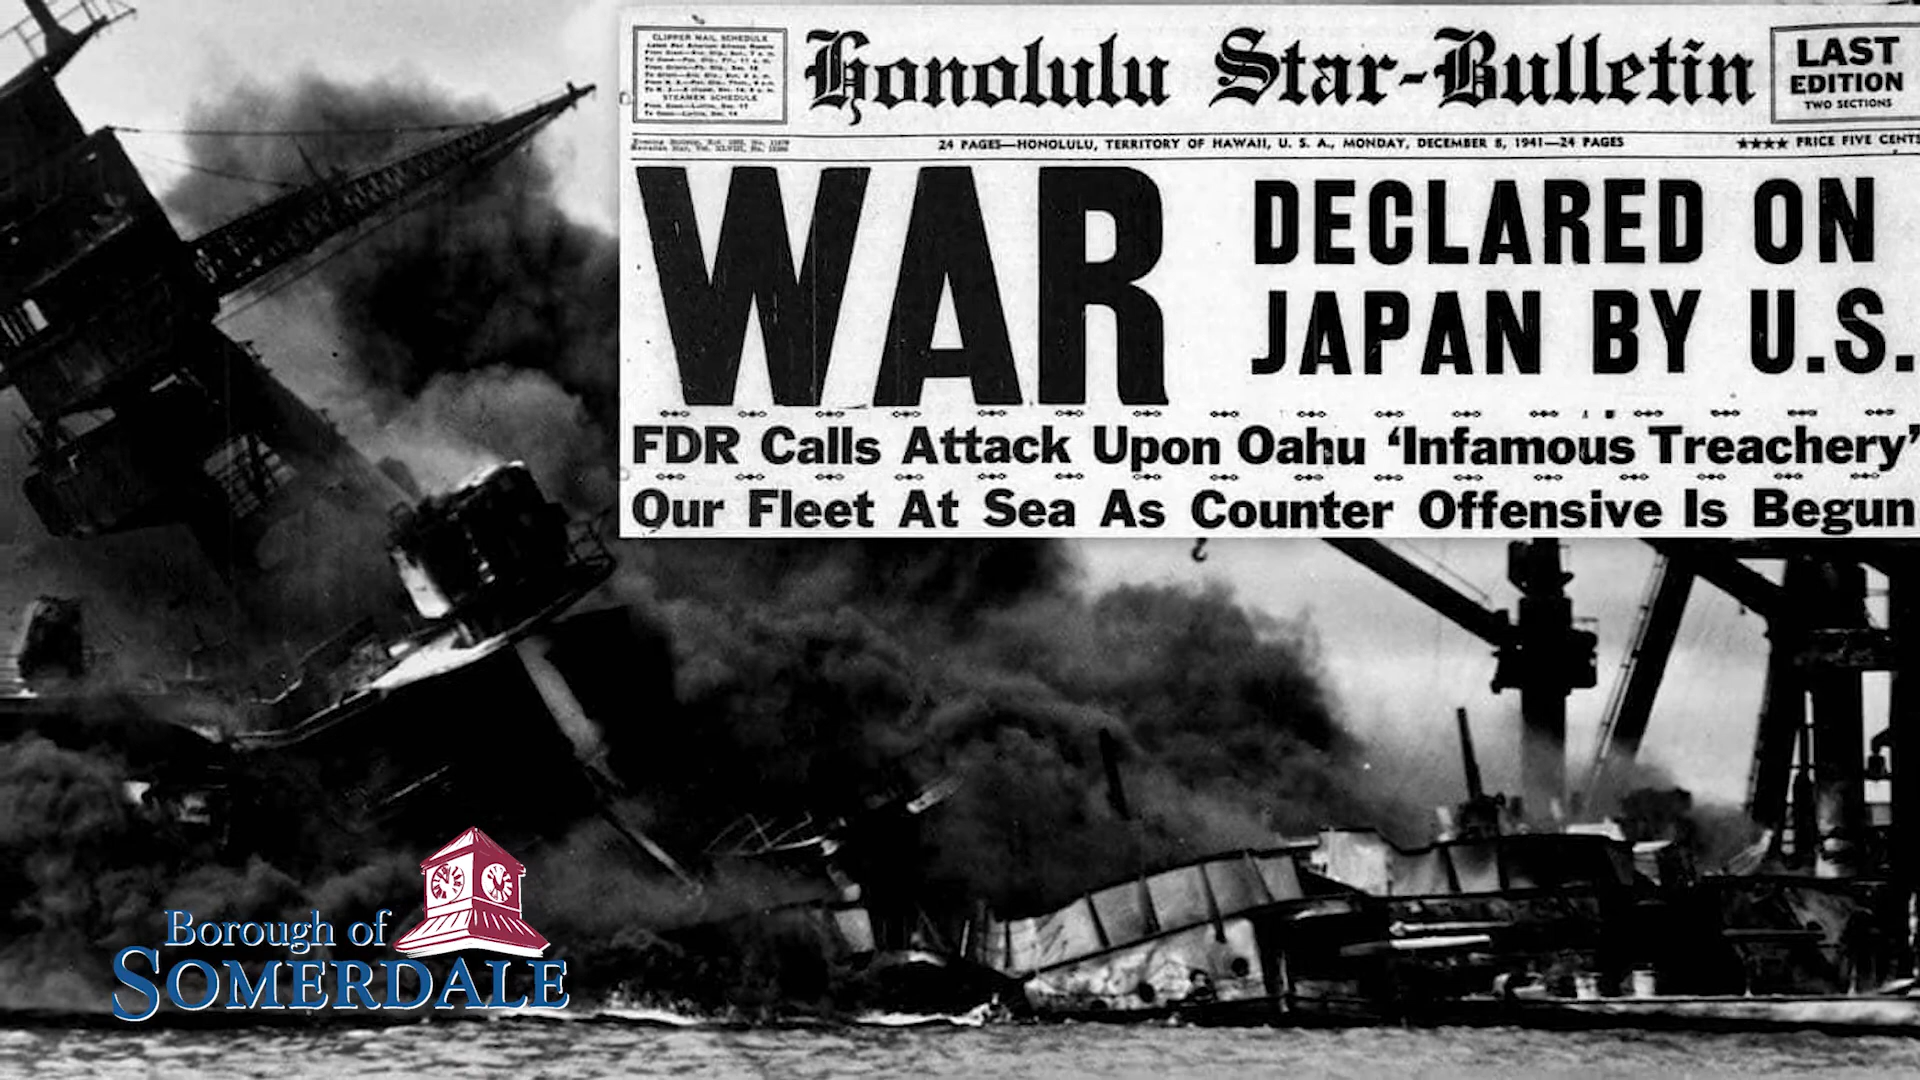 CLIPPER MAIL SCHEDULE
STEAMER SCHEDULE
Honolulu Star-Bulletin
LAST
EDITION
TWO SECTIONS
24 PAGES—HONOLULU, TERRITORY OF HAWAII, U. S. A., MONDAY, DECEMBER 8, 1941—24 PAGES
★★★★ PRICE FIVE CENTS
WAR
DECLARED ON
JAPAN BY U.S.
FDR Calls Attack Upon Oahu ‘Infamous Treachery’
Our Fleet At Sea As Counter Offensive Is Begun
Borough of
SOMERDALE